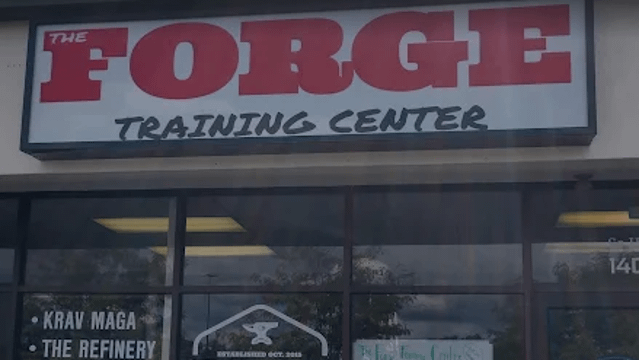 THE
FORGE
TRAINING CENTER
140
• KRAV MAGA
• THE REFINERY
ESTABLISHED OCT. 2013